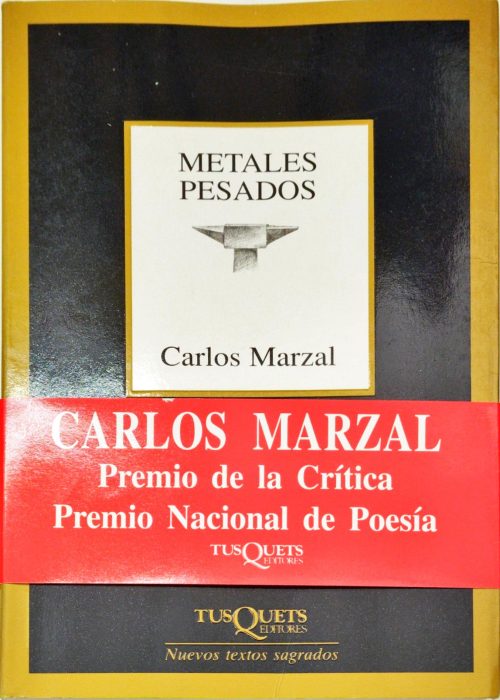 METALES
PESADOS
Carlos Marzal
CARLOS MARZAL
Premio de la Crítica
Premio Nacional de Poesía
TUSQUETS
EDITORES
TUSQUETS
EDITORES
Nuevos textos sagrados